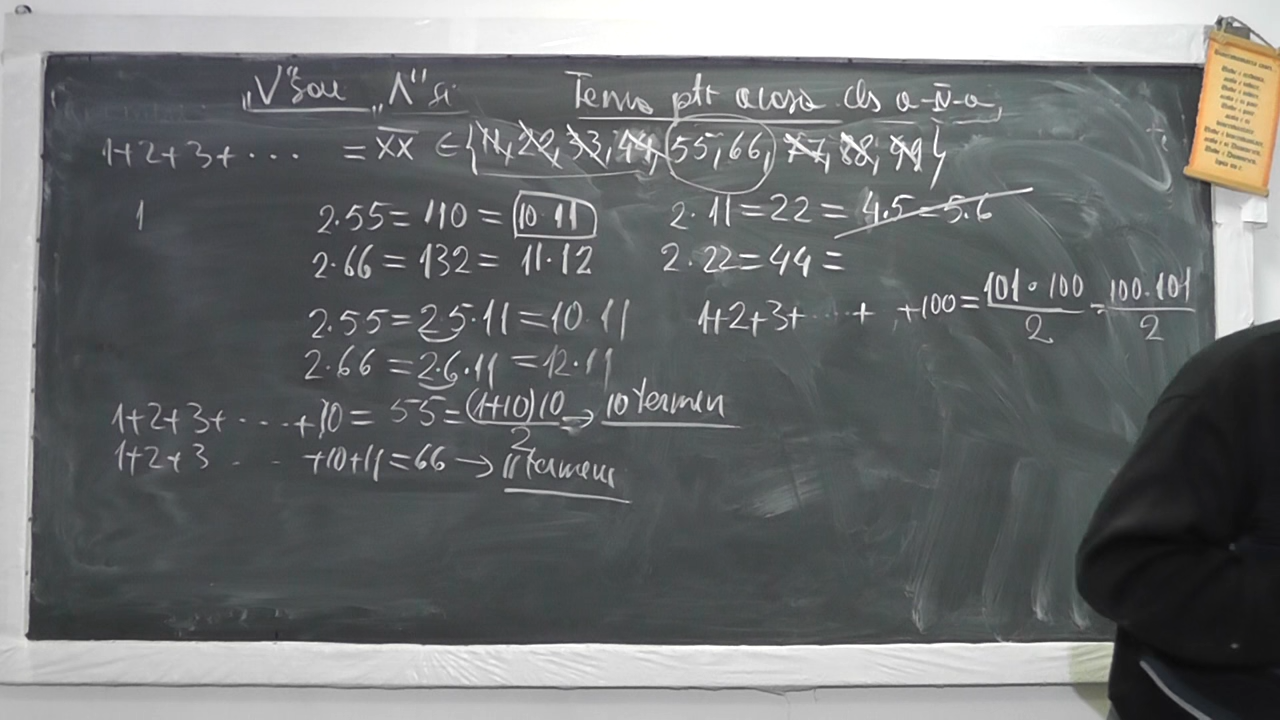 „V" sau „Λ" și Temă ptr acasă cls a-IV-a,
1+2+3+ ··· = XX ∈ {11, 22, 33, 44, 55, 66, 77, 88, 99}
1 2·55=110=10·11 2·11=22=4.5=5.6
2·66=132=11·12 2·22=44=
2·55=2·5·11=10·11 1+2+3+ ··· + +100=101·100/2=100·101/2
2·66=2·6·11=12·11
1+2+3+ ··· +10= 55=(1+10)10/2→ 10 termeni
1+2+3 ··· +10+11=66 → 11 termeni